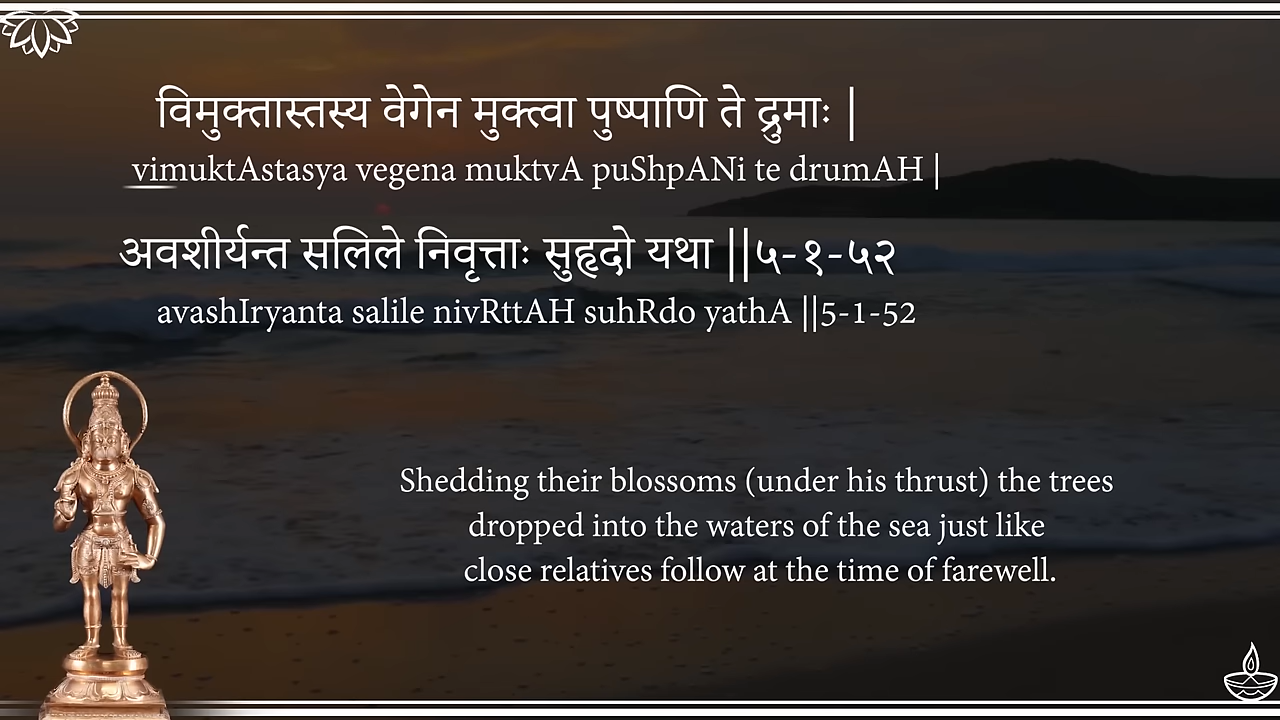 विमुक्तास्तस्य वेगेन मुक्त्वा पुष्पाणि ते द्रुमाः |
vimuktAstasya vegena muktvA puShpANi te drumAH |
अवशीर्यन्त सलिले निवृत्ताः सुहृदो यथा ||५-१-५२
avashIryanta salile nivRttAH suhRdo yathA ||5-1-52
Shedding their blossoms (under his thrust) the trees
dropped into the waters of the sea just like
close relatives follow at the time of farewell.